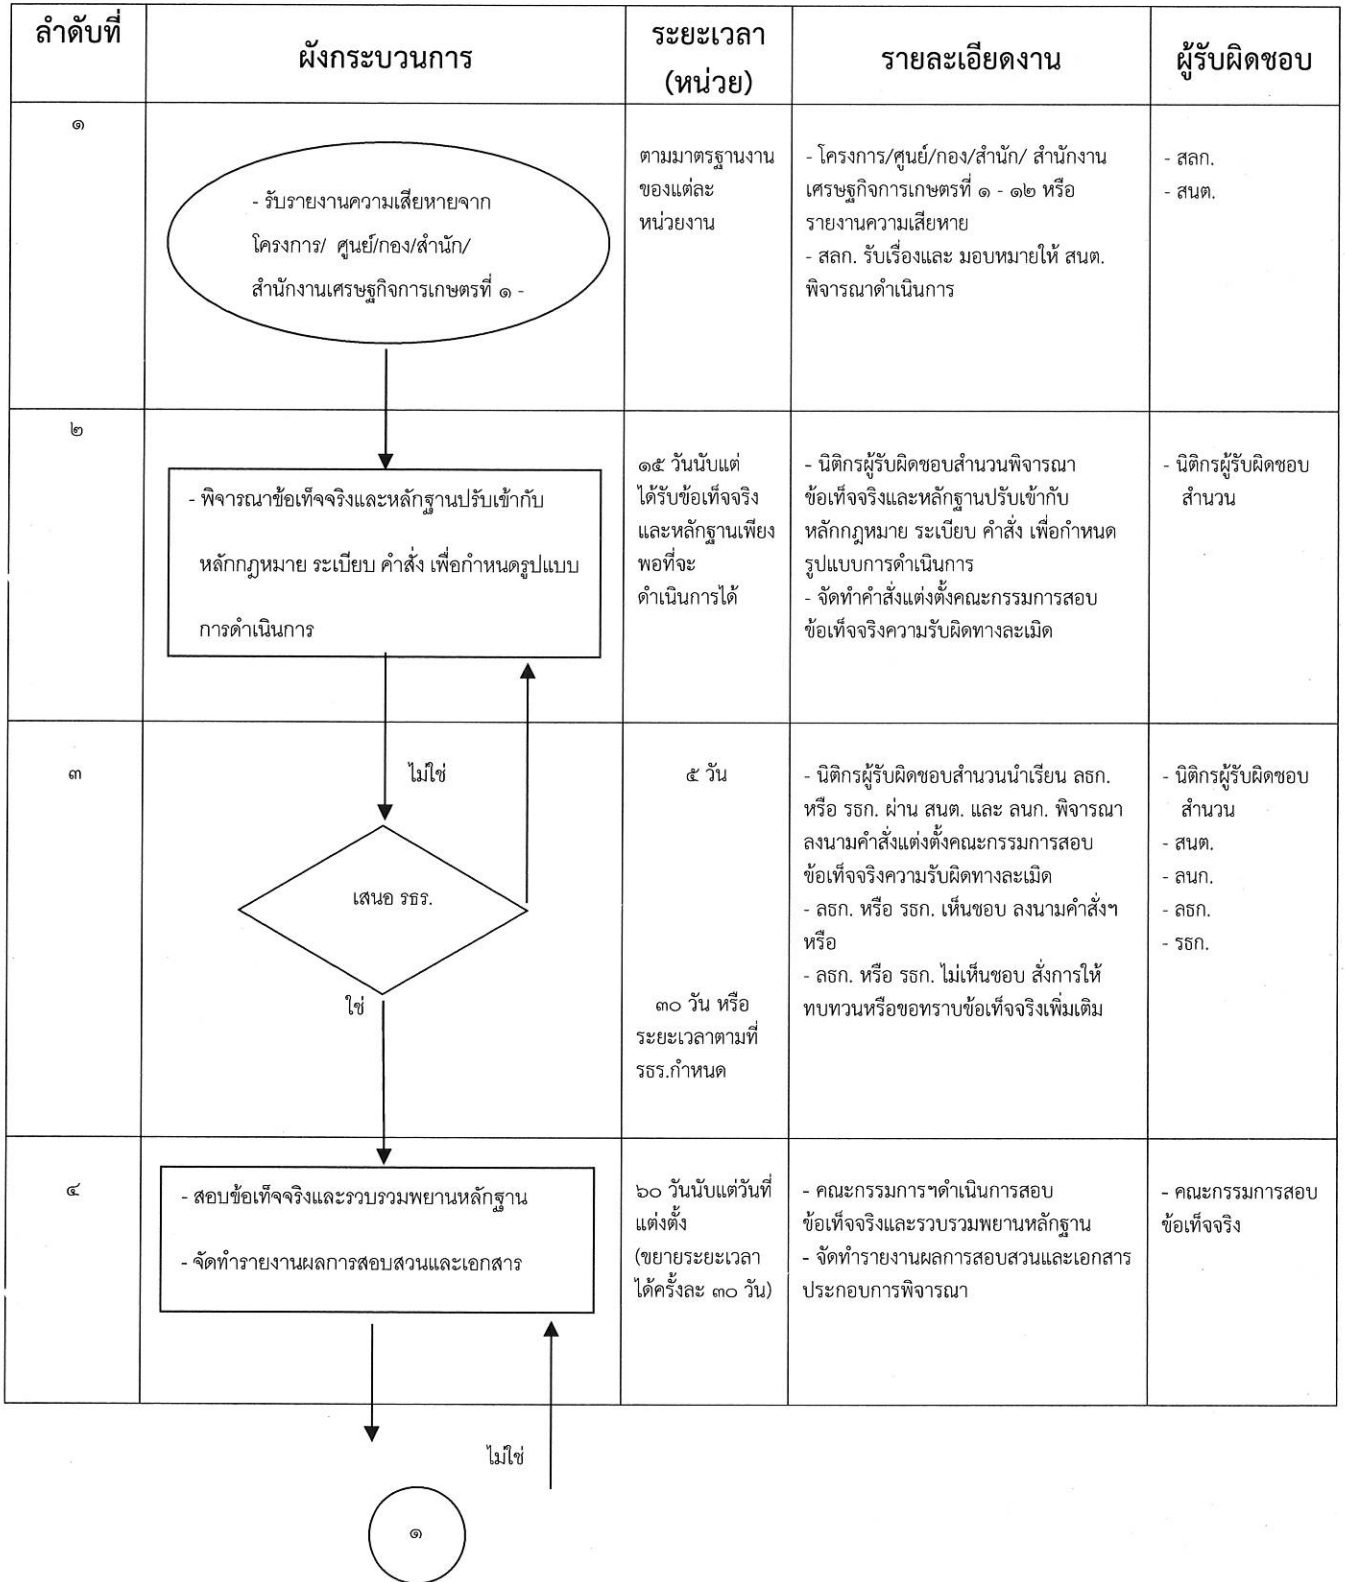 ลำดับที่
ผังกระบวนการ
ระยะเวลา
(หน่วย)
รายละเอียดงาน
ผู้รับผิดชอบ
๑
- รับรายงานความเสียหายจาก
โครงการ/ ศูนย์/กอง/สำนัก/
สำนักงานเศรษฐกิจการเกษตรที่ ๑ -
ตามมาตรฐานงาน
ของแต่ละ
หน่วยงาน
- โครงการ/ศูนย์/กอง/สำนัก/ สำนักงาน
เศรษฐกิจการเกษตรที่ ๑ - ๑๒ หรือ
รายงานความเสียหาย
- สลก. รับเรื่องและ มอบหมายให้ สนต.
พิจารณาดำเนินการ
- สลก.
- สนต.
๒
- พิจารณาข้อเท็จจริงและหลักฐานปรับเข้ากับ
หลักกฎหมาย ระเบียบ คำสั่ง เพื่อกำหนดรูปแบบ
การดำเนินการ
๑๕ วันนับแต่
ได้รับข้อเท็จจริง
และหลักฐานเพียง
พอที่จะ
ดำเนินการได้
- นิติกรผู้รับผิดชอบสำนวนพิจารณา
ข้อเท็จจริงและหลักฐานปรับเข้ากับ
หลักกฎหมาย ระเบียบ คำสั่ง เพื่อกำหนด
รูปแบบการดำเนินการ
- จัดทำคำสั่งแต่งตั้งคณะกรรมการสอบ
ข้อเท็จจริงความรับผิดทางละเมิด
- นิติกรผู้รับผิดชอบ
สำนวน
๓
ไม่ใช่
เสนอ รธร.
ใช่
๕ วัน
๓๐ วัน หรือ
ระยะเวลาตามที่
รธร.กำหนด
- นิติกรผู้รับผิดชอบสำนวนนำเรียน ลธก.
หรือ รธก. ผ่าน สนต. และ ลนก. พิจารณา
ลงนามคำสั่งแต่งตั้งคณะกรรมการสอบ
ข้อเท็จจริงความรับผิดทางละเมิด
- ลธก. หรือ รธก. เห็นชอบ ลงนามคำสั่งฯ
หรือ
- ลธก. หรือ รธก. ไม่เห็นชอบ สั่งการให้
ทบทวนหรือขอทราบข้อเท็จจริงเพิ่มเติม
- นิติกรผู้รับผิดชอบ
สำนวน
- สนต.
- ลนก.
- ลธก.
- รธก.
๔
- สอบข้อเท็จจริงและรวบรวมพยานหลักฐาน
- จัดทำรายงานผลการสอบสวนและเอกสาร
๖๐ วันนับแต่วันที่
แต่งตั้ง
(ขยายระยะเวลา
ได้ครั้งละ ๓๐ วัน)
- คณะกรรมการฯดำเนินการสอบ
ข้อเท็จจริงและรวบรวมพยานหลักฐาน
- จัดทำรายงานผลการสอบสวนและเอกสาร
ประกอบการพิจารณา
- คณะกรรมการสอบ
ข้อเท็จจริง
ไม่ใช่
๑